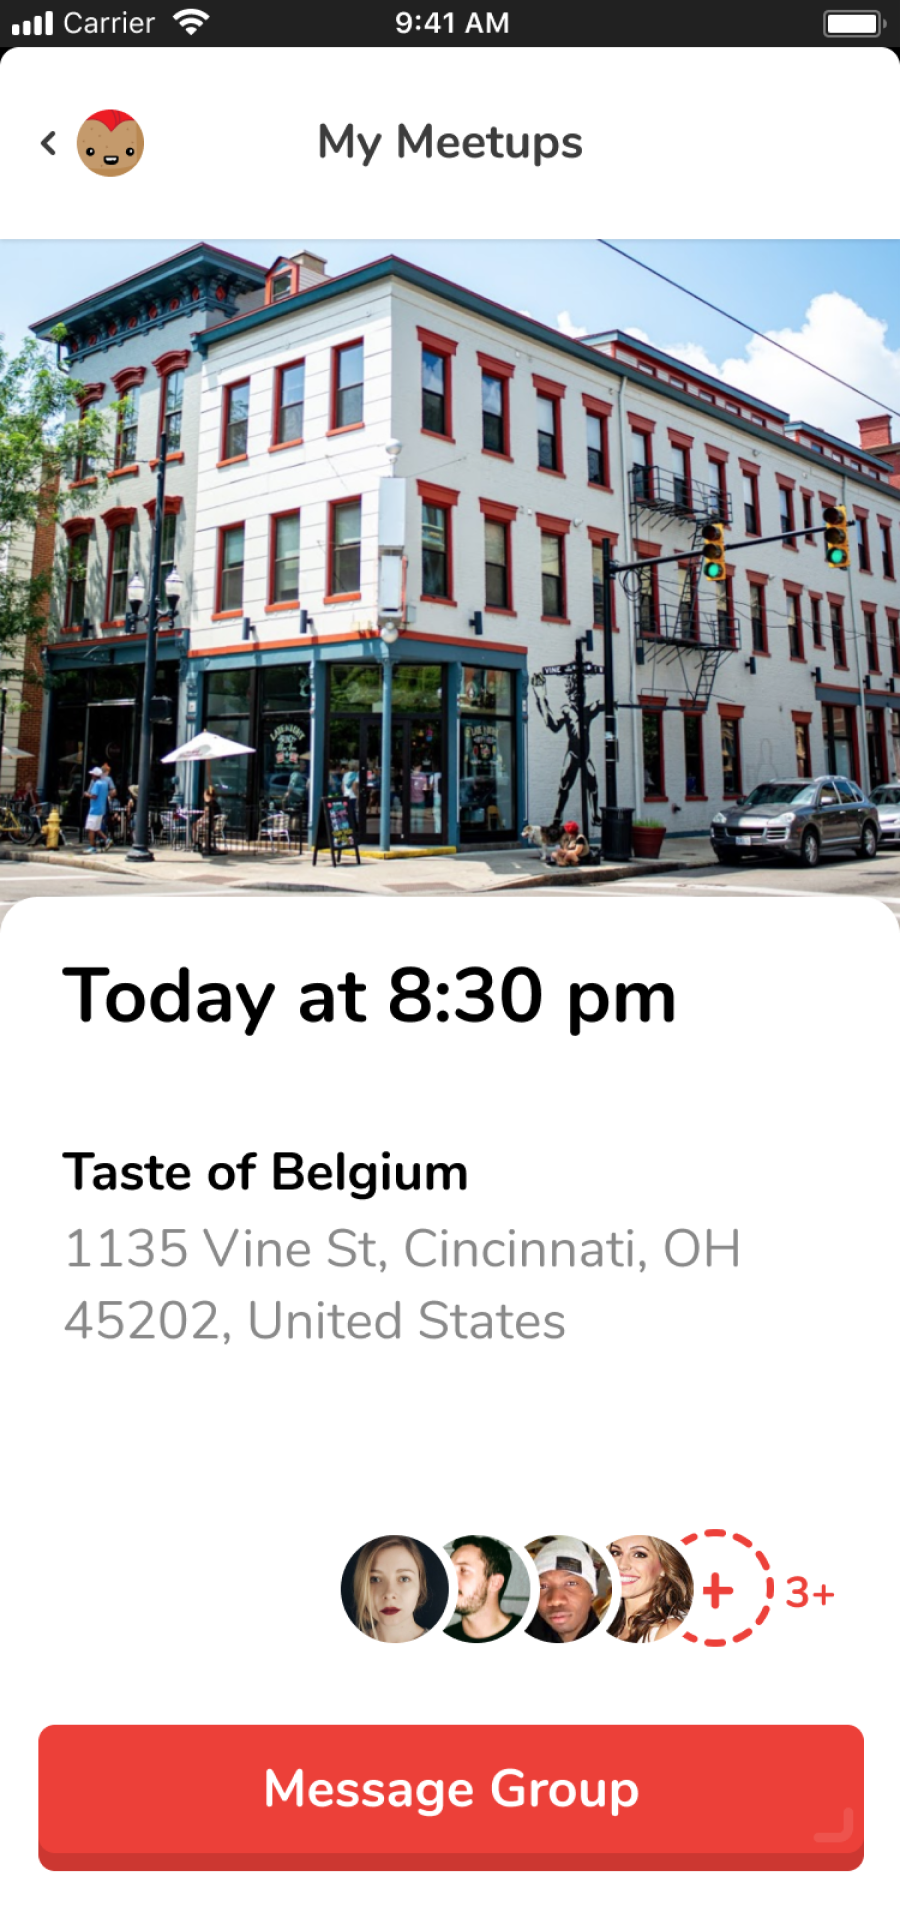 Carrier
9:41 AM
My Meetups
VINE
Today at 8:30 pm
Taste of Belgium
1135 Vine St, Cincinnati, OH
45202, United States
+ 3+
Message Group